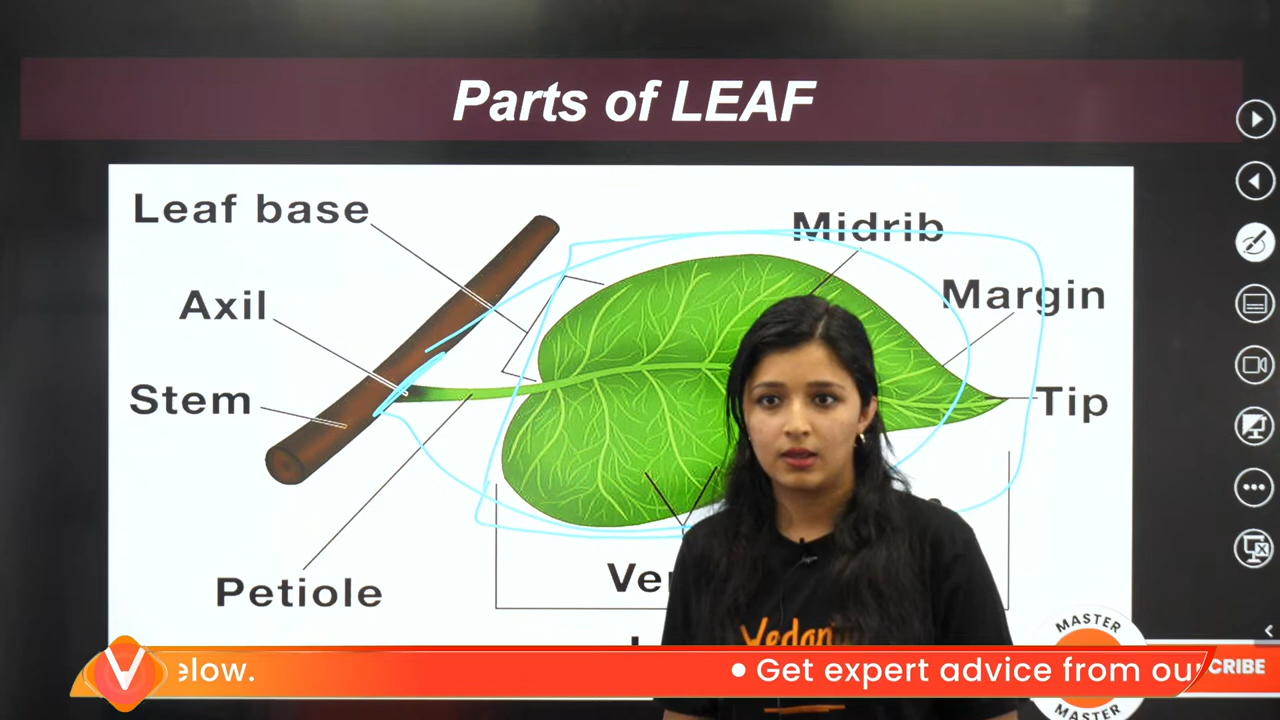 Parts of LEAF
Leaf base
Midrib
Margin
Axil
Stem
Tip
Petiole
MASTER
elow.
• Get expert advice from ou
CRIBE
MASTER